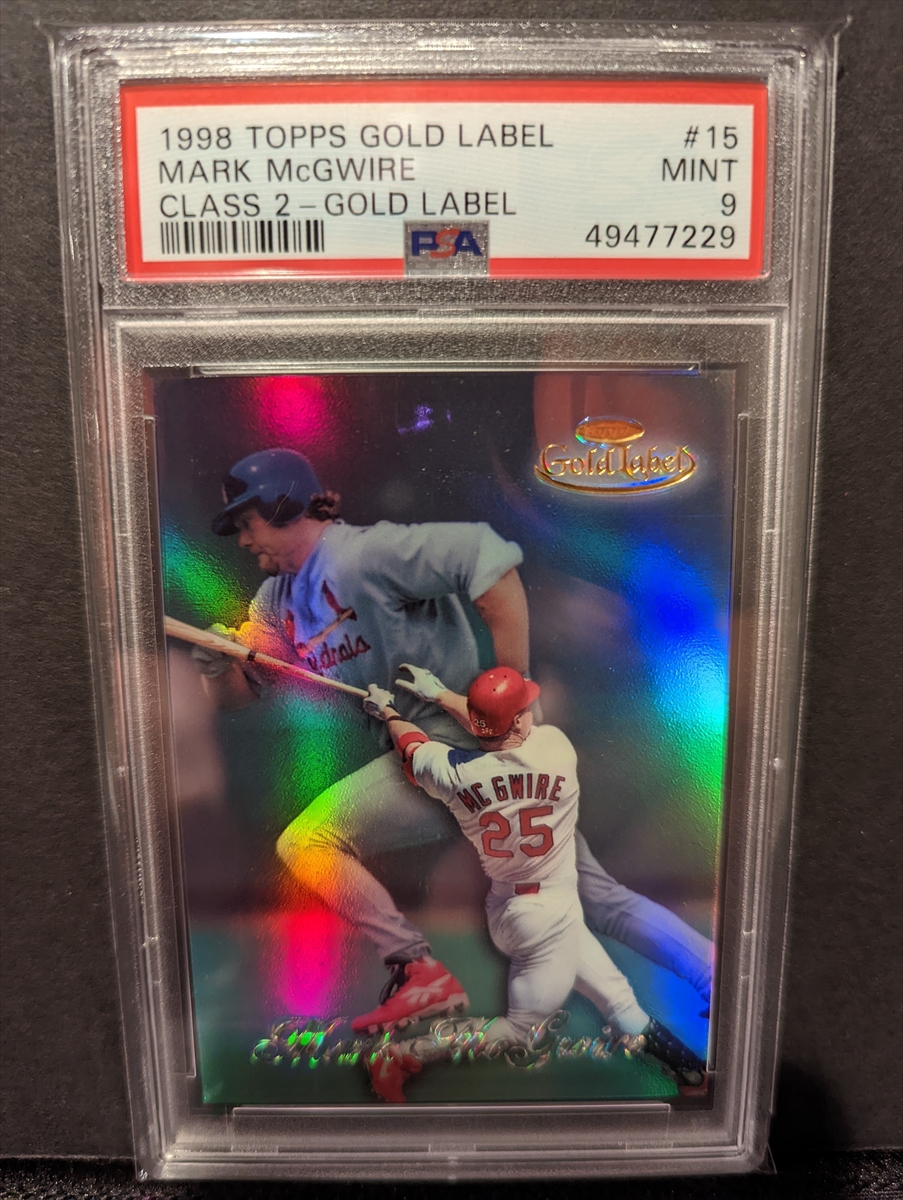 1998 TOPPS GOLD LABEL #15
MARK McGWIRE MINT
CLASS 2 – GOLD LABEL 9
PSA 49477229
Gold Label
Cardinals
25
MC GWIRE
25
Mark McGwire